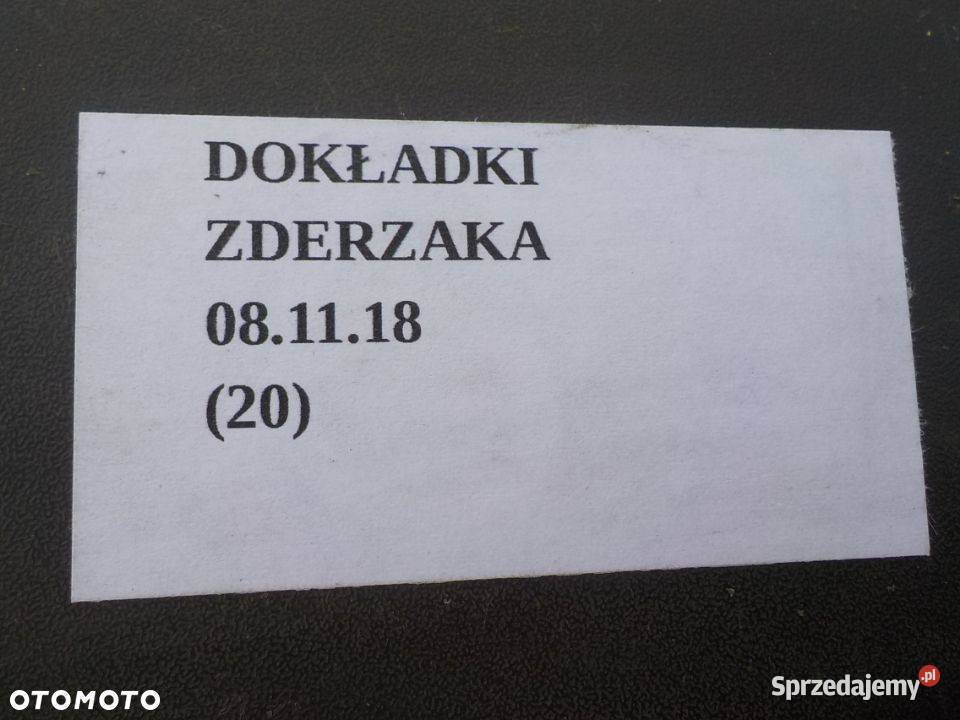 DOKŁADKI
ZDERZAKA
08.11.18
(20)
OTOMOTO
Sprzedajemy.pl